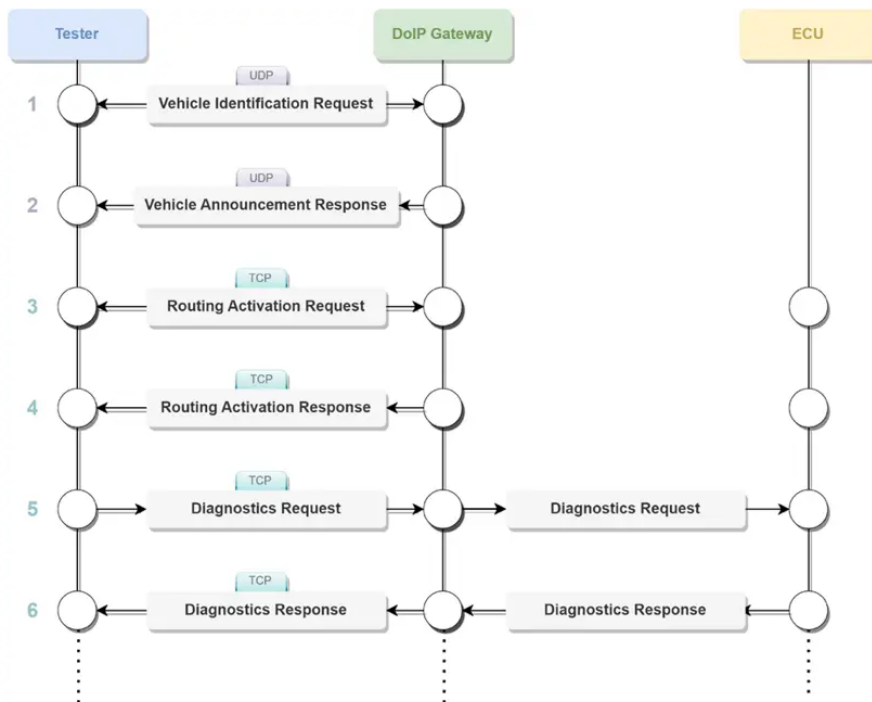 Tester
DoIP Gateway
ECU
UDP
1
Vehicle Identification Request
UDP
2
Vehicle Announcement Response
TCP
3
Routing Activation Request
TCP
4
Routing Activation Response
TCP
5
Diagnostics Request
Diagnostics Request
TCP
6
Diagnostics Response
Diagnostics Response